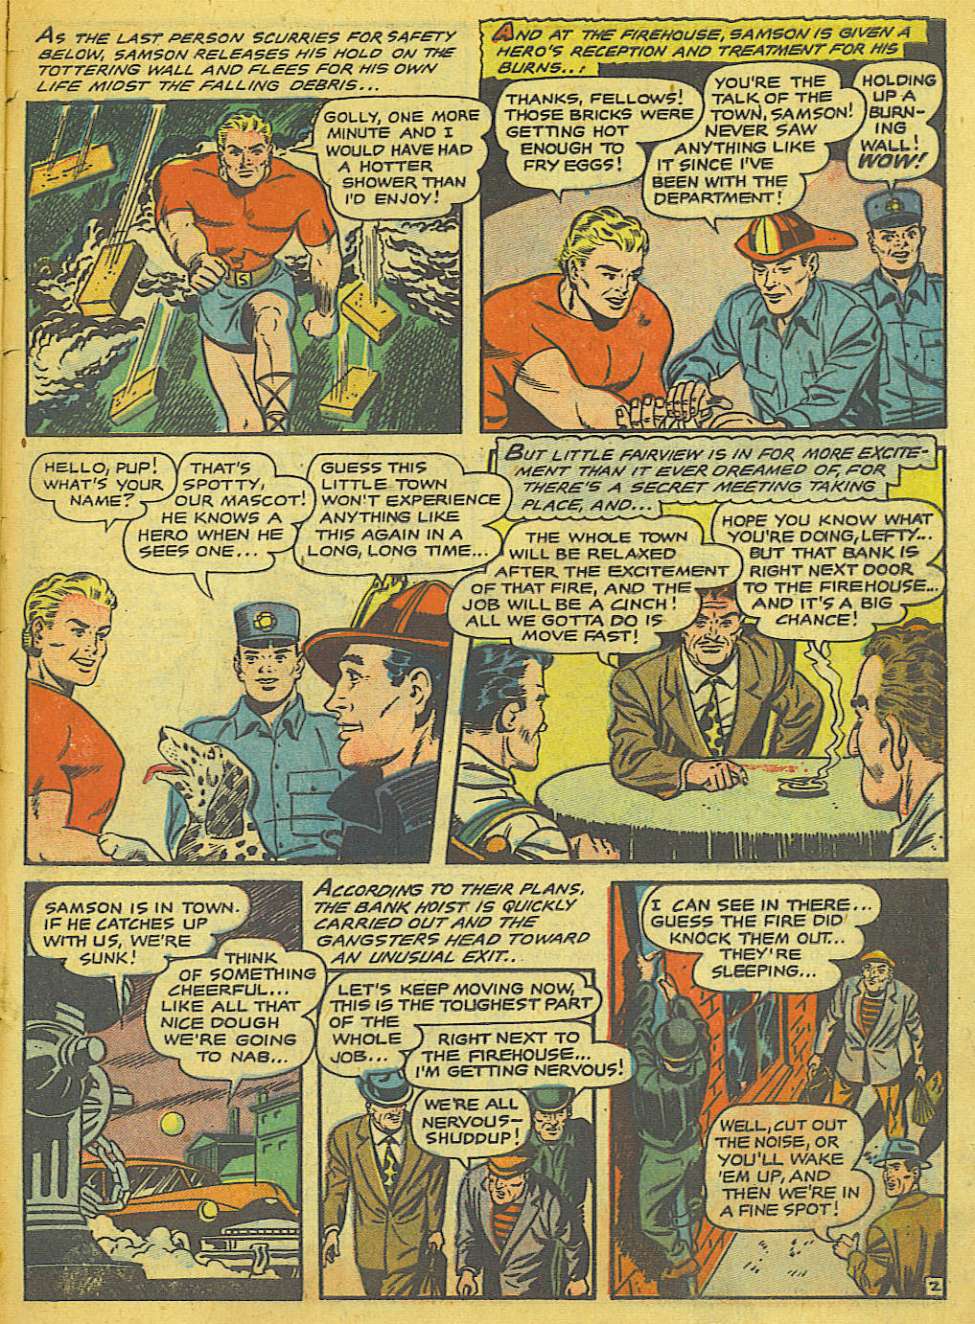 AS THE LAST PERSON SCURRIES FOR SAFETY
BELOW, SAMSON RELEASES HIS HOLD ON THE
TOTTERING WALL AND FLEES FOR HIS OWN
LIFE MIDST THE FALLING DEBRIS...
GOLLY, ONE MORE
MINUTE AND I
WOULD HAVE HAD
A HOTTER
SHOWER THAN
I'D ENJOY!
S
AND AT THE FIREHOUSE, SAMSON IS GIVEN A
HERO'S RECEPTION AND TREATMENT FOR HIS
BURNS...
THANKS, FELLOWS!
THOSE BRICKS WERE
GETTING HOT
ENOUGH TO
FRY EGGS!
YOU'RE THE
TALK OF THE
TOWN, SAMSON!
NEVER SAW
ANYTHING LIKE
IT SINCE I'VE
BEEN WITH THE
DEPARTMENT!
HOLDING
UP A
BURN-
ING
WALL!
WOW!
HELLO, PUP!
WHAT'S YOUR
NAME?
THAT'S
SPOTTY,
OUR MASCOT!
HE KNOWS A
HERO WHEN HE
SEES ONE...
GUESS THIS
LITTLE TOWN
WON'T EXPERIENCE
ANYTHING LIKE
THIS AGAIN IN A
LONG, LONG TIME...
BUT LITTLE FAIRVIEW IS IN FOR MORE EXCITE-
MENT THAN IT EVER DREAMED OF, FOR
THERE'S A SECRET MEETING TAKING
PLACE, AND...
THE WHOLE TOWN
WILL BE RELAXED
AFTER THE EXCITEMENT
OF THAT FIRE, AND THE
JOB WILL BE A CINCH!
ALL WE GOTTA DO IS
MOVE FAST!
HOPE YOU KNOW WHAT
YOU'RE DOING, LEFTY...
BUT THAT BANK IS
RIGHT NEXT DOOR
TO THE FIREHOUSE...
AND IT'S A BIG
CHANCE!
SAMSON IS IN TOWN.
IF HE CATCHES UP
WITH US, WE'RE
SUNK!
THINK
OF SOMETHING
CHEERFUL...
LIKE ALL THAT
NICE DOUGH
WE'RE GOING
TO NAB...
ACCORDING TO THEIR PLANS,
THE BANK HOIST IS QUICKLY
CARRIED OUT AND THE
GANGSTERS HEAD TOWARD
AN UNUSUAL EXIT..
LET'S KEEP MOVING NOW,
THIS IS THE TOUGHEST PART
OF THE
WHOLE
JOB...
RIGHT NEXT TO
THE FIREHOUSE...
I'M GETTING NERVOUS!
WE'RE ALL
NERVOUS-
SHUDDUP!
I CAN SEE IN THERE...
GUESS THE FIRE DID
KNOCK THEM OUT...
THEY'RE
SLEEPING...
WELL, CUT OUT
THE NOISE, OR
YOU'LL WAKE
'EM UP, AND
THEN WE'RE IN
A FINE SPOT!
2